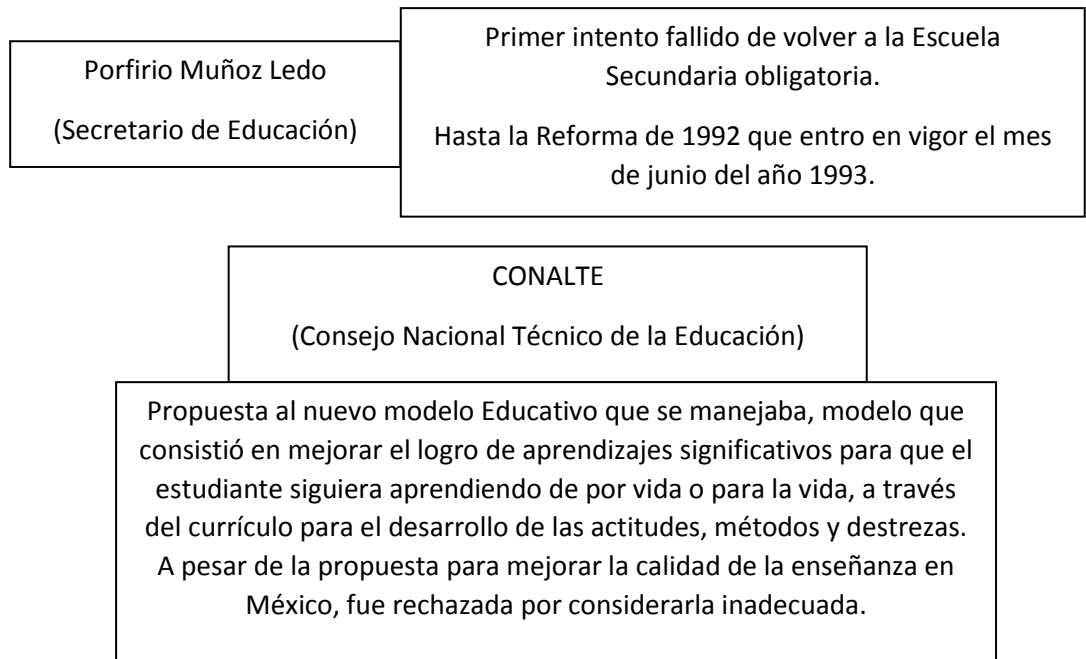 Porfirio Muñoz Ledo
(Secretario de Educación)
Primer intento fallido de volver a la Escuela
Secundaria obligatoria.
Hasta la Reforma de 1992 que entro en vigor el mes
de junio del año 1993.
CONALTE
(Consejo Nacional Técnico de la Educación)
Propuesta al nuevo modelo Educativo que se manejaba, modelo que
consistió en mejorar el logro de aprendizajes significativos para que el
estudiante siguiera aprendiendo de por vida o para la vida, a través
del currículo para el desarrollo de las actitudes, métodos y destrezas.
A pesar de la propuesta para mejorar la calidad de la enseñanza en
México, fue rechazada por considerarla inadecuada.